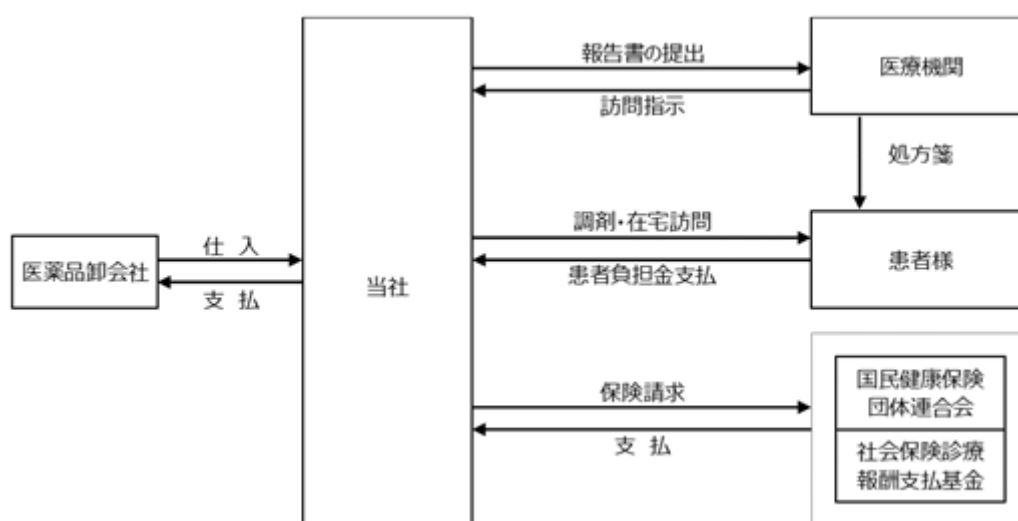 報告書の提出
医療機関
訪問指示
処方箋
調剤・在宅訪問
仕 入
医薬品卸会社
当社
患者様
患者負担金支払
支 払
国民健康保険
団体連合会
保険請求
支 払
社会保険診療
報酬支払基金